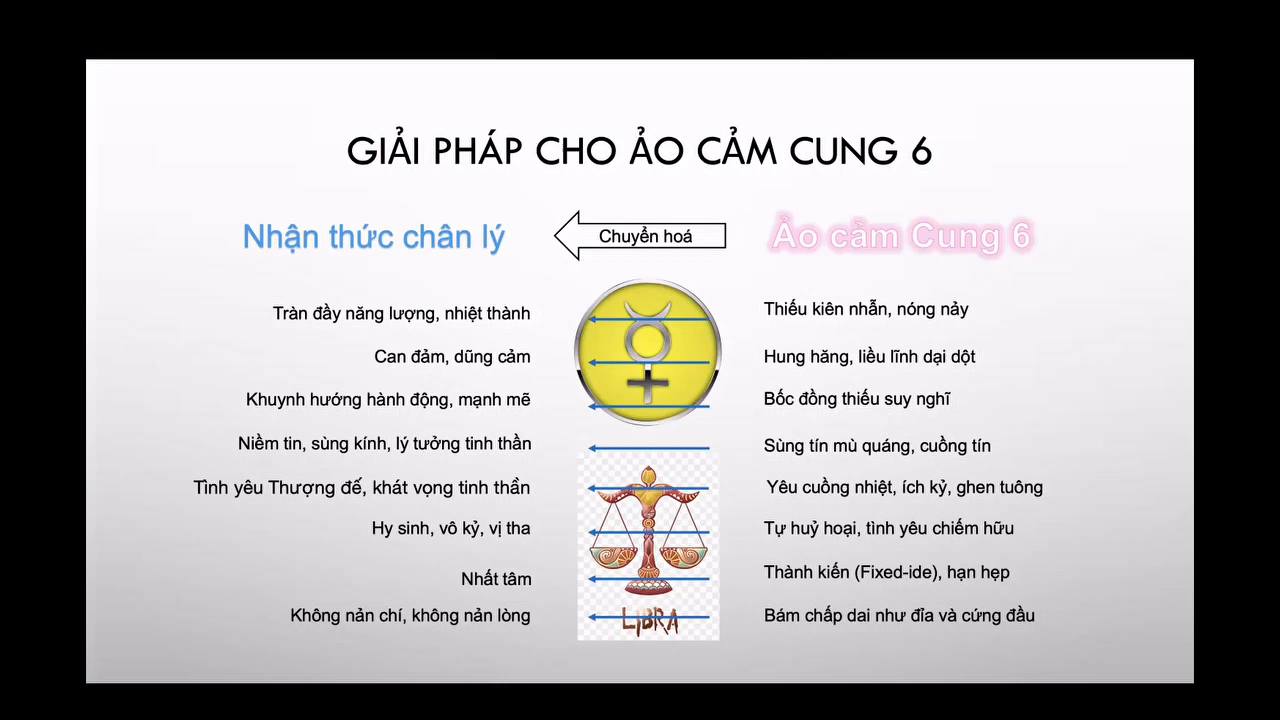 GIẢI PHÁP CHO ẢO CẢM CUNG 6
Nhận thức chân lý
Chuyển hoá
Ảo cảm Cung 6
Tràn đầy năng lượng, nhiệt thành
Thiếu kiên nhẫn, nóng nảy
Can đảm, dũng cảm
Hung hăng, liều lĩnh dại dột
Khuynh hướng hành động, mạnh mẽ
Bốc đồng thiếu suy nghĩ
Niềm tin, sùng kính, lý tưởng tinh thần
Sùng tín mù quáng, cuồng tín
Tình yêu Thượng đế, khát vọng tinh thần
Yêu cuồng nhiệt, ích kỷ, ghen tuông
Hy sinh, vô kỷ, vị tha
Tự huỷ hoại, tình yêu chiếm hữu
Nhất tâm
Thành kiến (Fixed-ide), hạn hẹp
Không nản chí, không nản lòng
Bám chấp dai như đỉa và cứng đầu
LIBRA